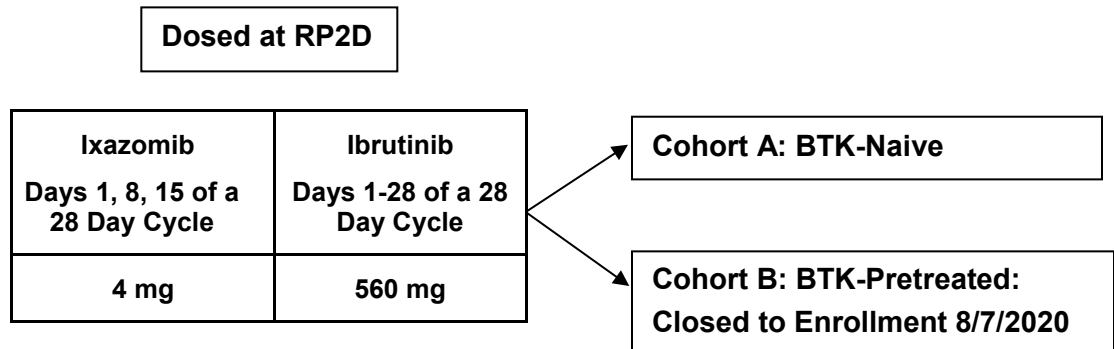 Dosed at RP2D
Ixazomib
Days 1, 8, 15 of a
28 Day Cycle
Ibrutinib
Days 1-28 of a 28
Day Cycle
4 mg
560 mg
Cohort A: BTK-Naive
Cohort B: BTK-Pretreated:
Closed to Enrollment 8/7/2020